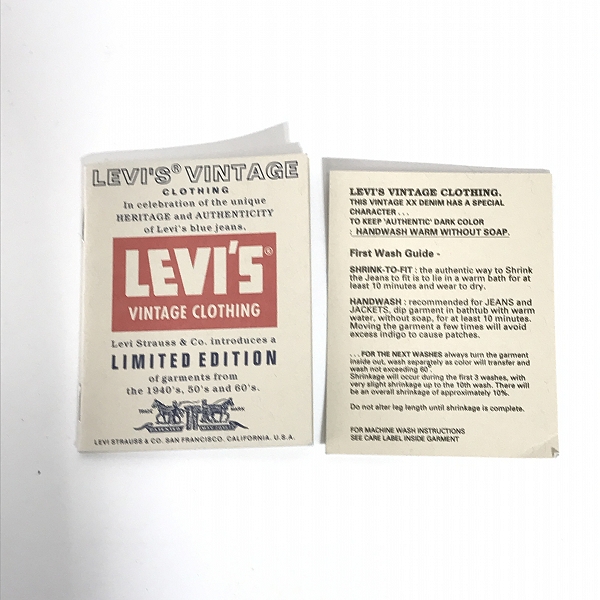 LEVI'S® VINTAGE
CLOTHING
In celebration of the unique
HERITAGE and AUTHENTICITY
of Levi's blue jeans.
LEVI'S®
VINTAGE CLOTHING
Levi Strauss & Co. introduces a
LIMITED EDITION
of garments from
the 1940's, 50's and 60's.
TRADE MARK
LEVI STRAUSS & CO. SAN FRANCISCO, CALIFORNIA, U.S.A.
LEVI'S VINTAGE CLOTHING.
THIS VINTAGE XX DENIM HAS A SPECIAL
CHARACTER . . .
TO KEEP 'AUTHENTIC' DARK COLOR
: HANDWASH WARM WITHOUT SOAP.
First Wash Guide -
SHRINK-TO-FIT : the authentic way to Shrink
the Jeans to fit is to lie in a warm bath for at
least 10 minutes and wear to dry.
HANDWASH : recommended for JEANS and
JACKETS, dip garment in bathtub with warm
water, without soap, for at least 10 minutes.
Moving the garment a few times will avoid
excess indigo to cause patches.
. . . FOR THE NEXT WASHES always turn the garment
inside out, wash separately as color will transfer and
wash not exceeding 60°.
Shrinkage will occur during the first 3 washes, with
very slight shrinkage up to the 10th wash. There will
be an overall shrinkage of approximately 10%.
Do not alter leg length until shrinkage is complete.
FOR MACHINE WASH INSTRUCTIONS
SEE CARE LABEL INSIDE GARMENT